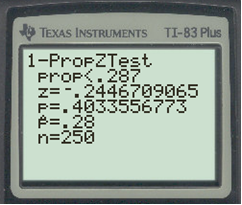 TEXAS INSTRUMENTS TI-83 Plus
1-PropZTest
prop<.287
z=-.2446709065
p=.4033556773
p̂=.28
n=250